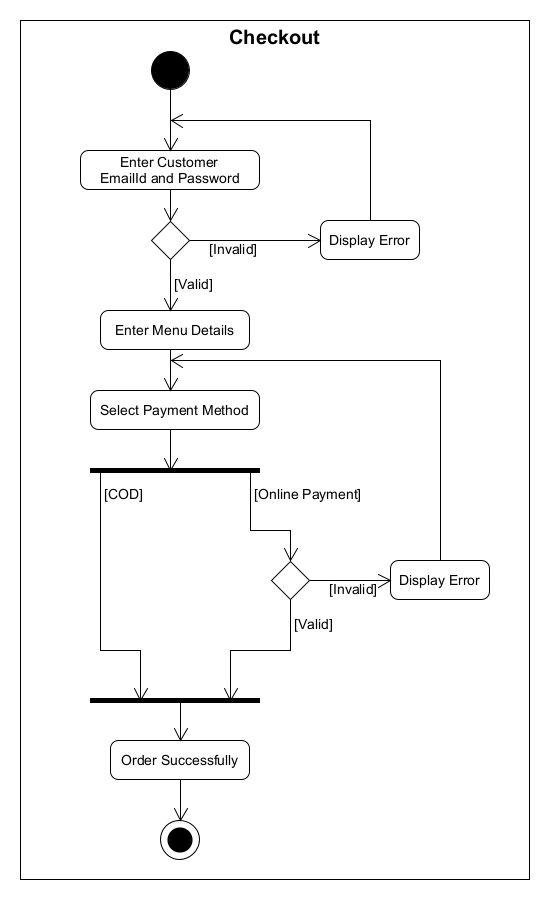 Checkout
Enter Customer
EmailId and Password
[Invalid]
Display Error
[Valid]
Enter Menu Details
Select Payment Method
[COD]
[Online Payment]
[Invalid]
Display Error
[Valid]
Order Successfully